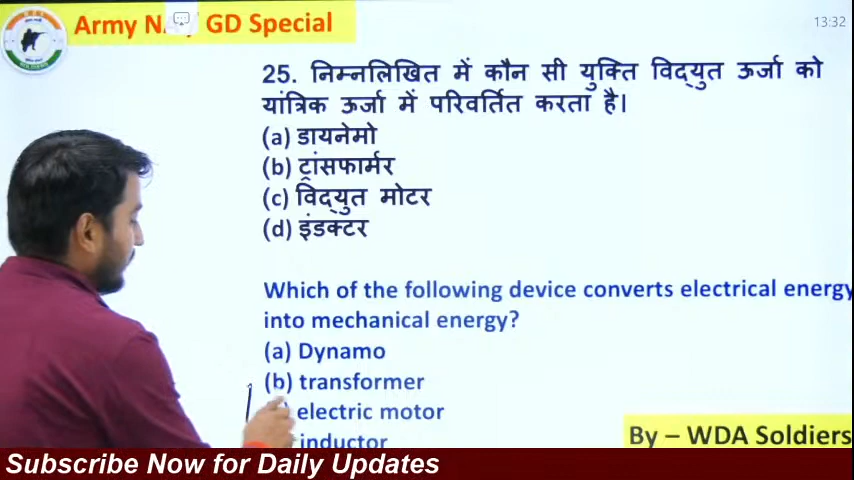 Army N GD Special
13:32
25. निम्नलिखित में कौन सी युक्ति विद्युत ऊर्जा को
यांत्रिक ऊर्जा में परिवर्तित करता है।
(a) डायनेमो
(b) ट्रांसफार्मर
(c) विद्युत मोटर
(d) इंडक्टर
Which of the following device converts electrical energy
into mechanical energy?
(a) Dynamo
(b) transformer
electric motor
inductor
By – WDA Soldiers
Subscribe Now for Daily Updates